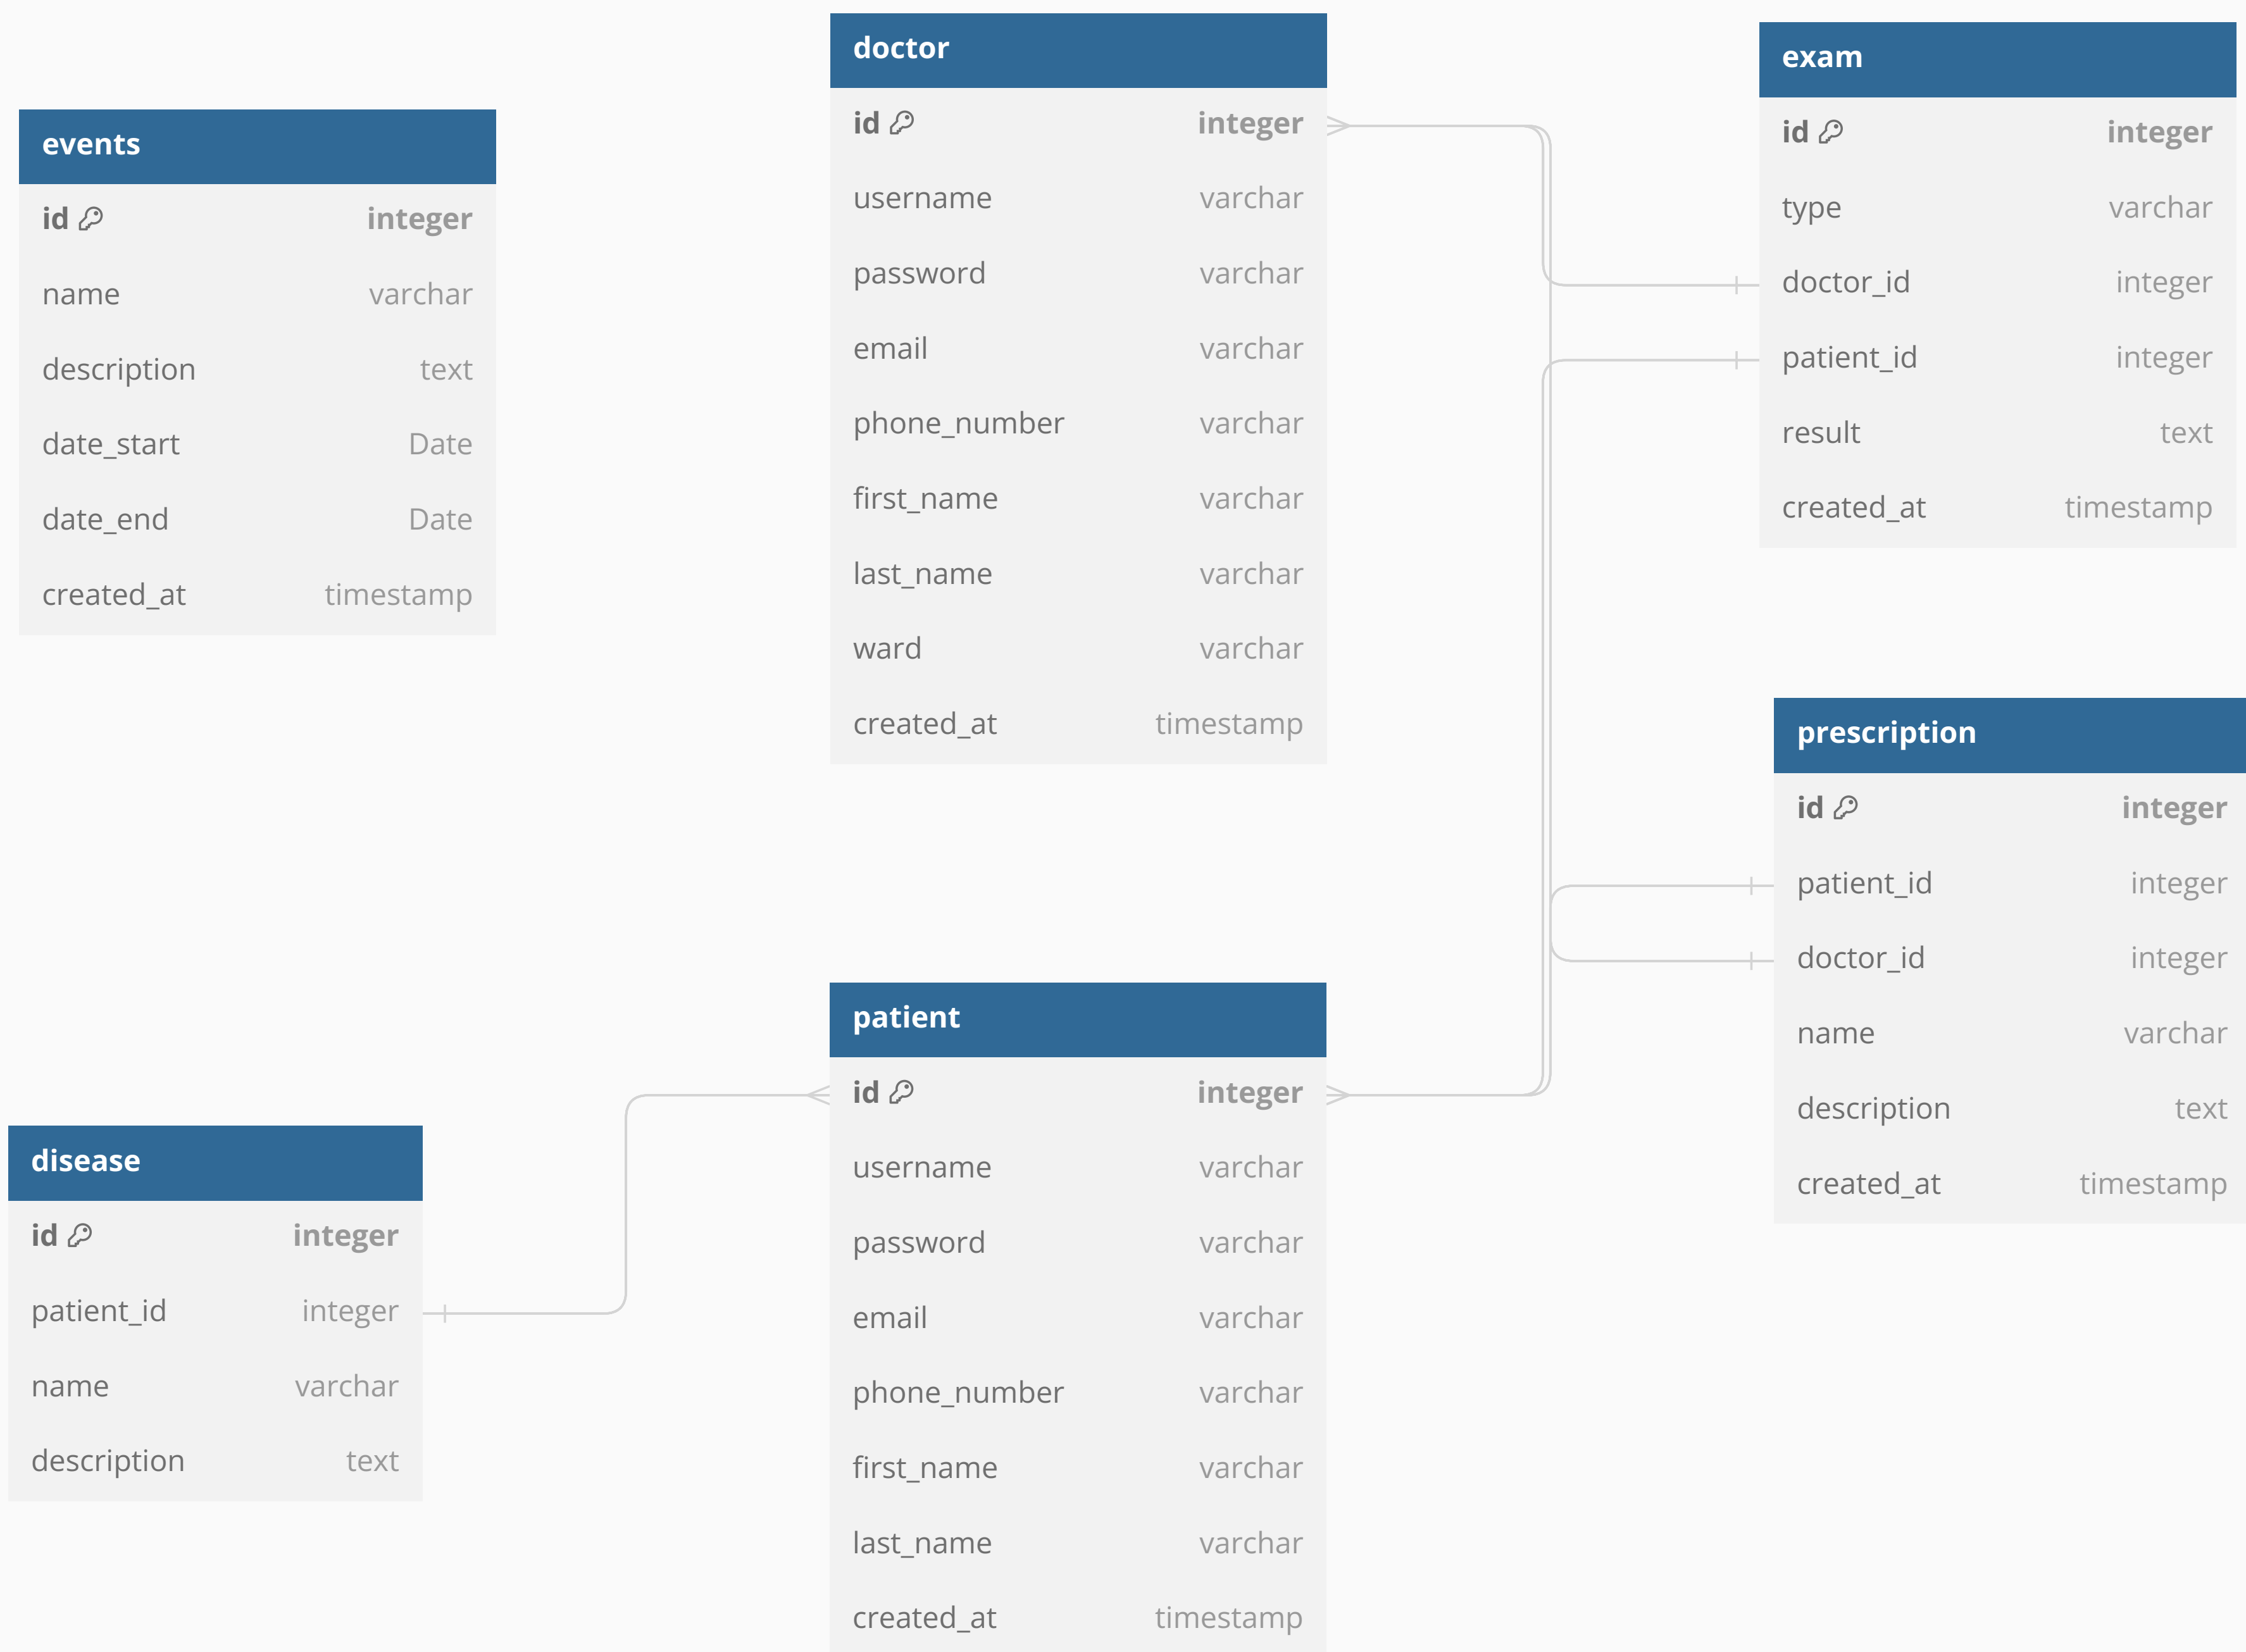 events
id integer
name varchar
description text
date_start Date
date_end Date
created_at timestamp
doctor
id integer
username varchar
password varchar
email varchar
phone_number varchar
first_name varchar
last_name varchar
ward varchar
created_at timestamp
exam
id integer
type varchar
doctor_id integer
patient_id integer
result text
created_at timestamp
prescription
id integer
patient_id integer
doctor_id integer
name varchar
description text
created_at timestamp
patient
id integer
username varchar
password varchar
email varchar
phone_number varchar
first_name varchar
last_name varchar
created_at timestamp
disease
id integer
patient_id integer
name varchar
description text